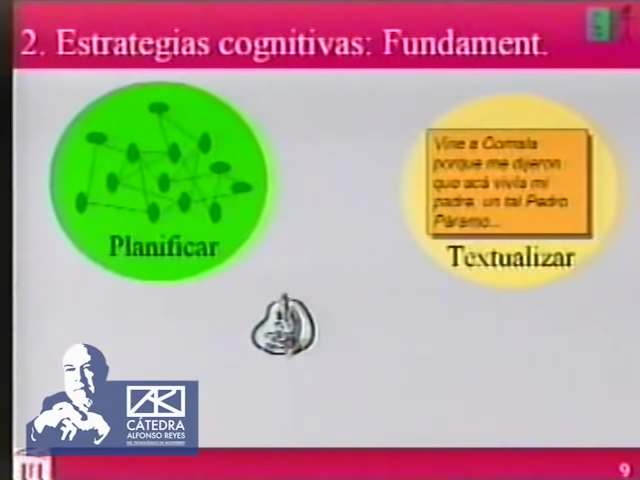 2. Estrategias cognitivas: Fundament.
Vine a Comala
porque me dijeron
que acá vivía mi
padre, un tal Pedro
Páramo...
Planificar
Textualizar
CÁTEDRA
ALFONSO REYES
9